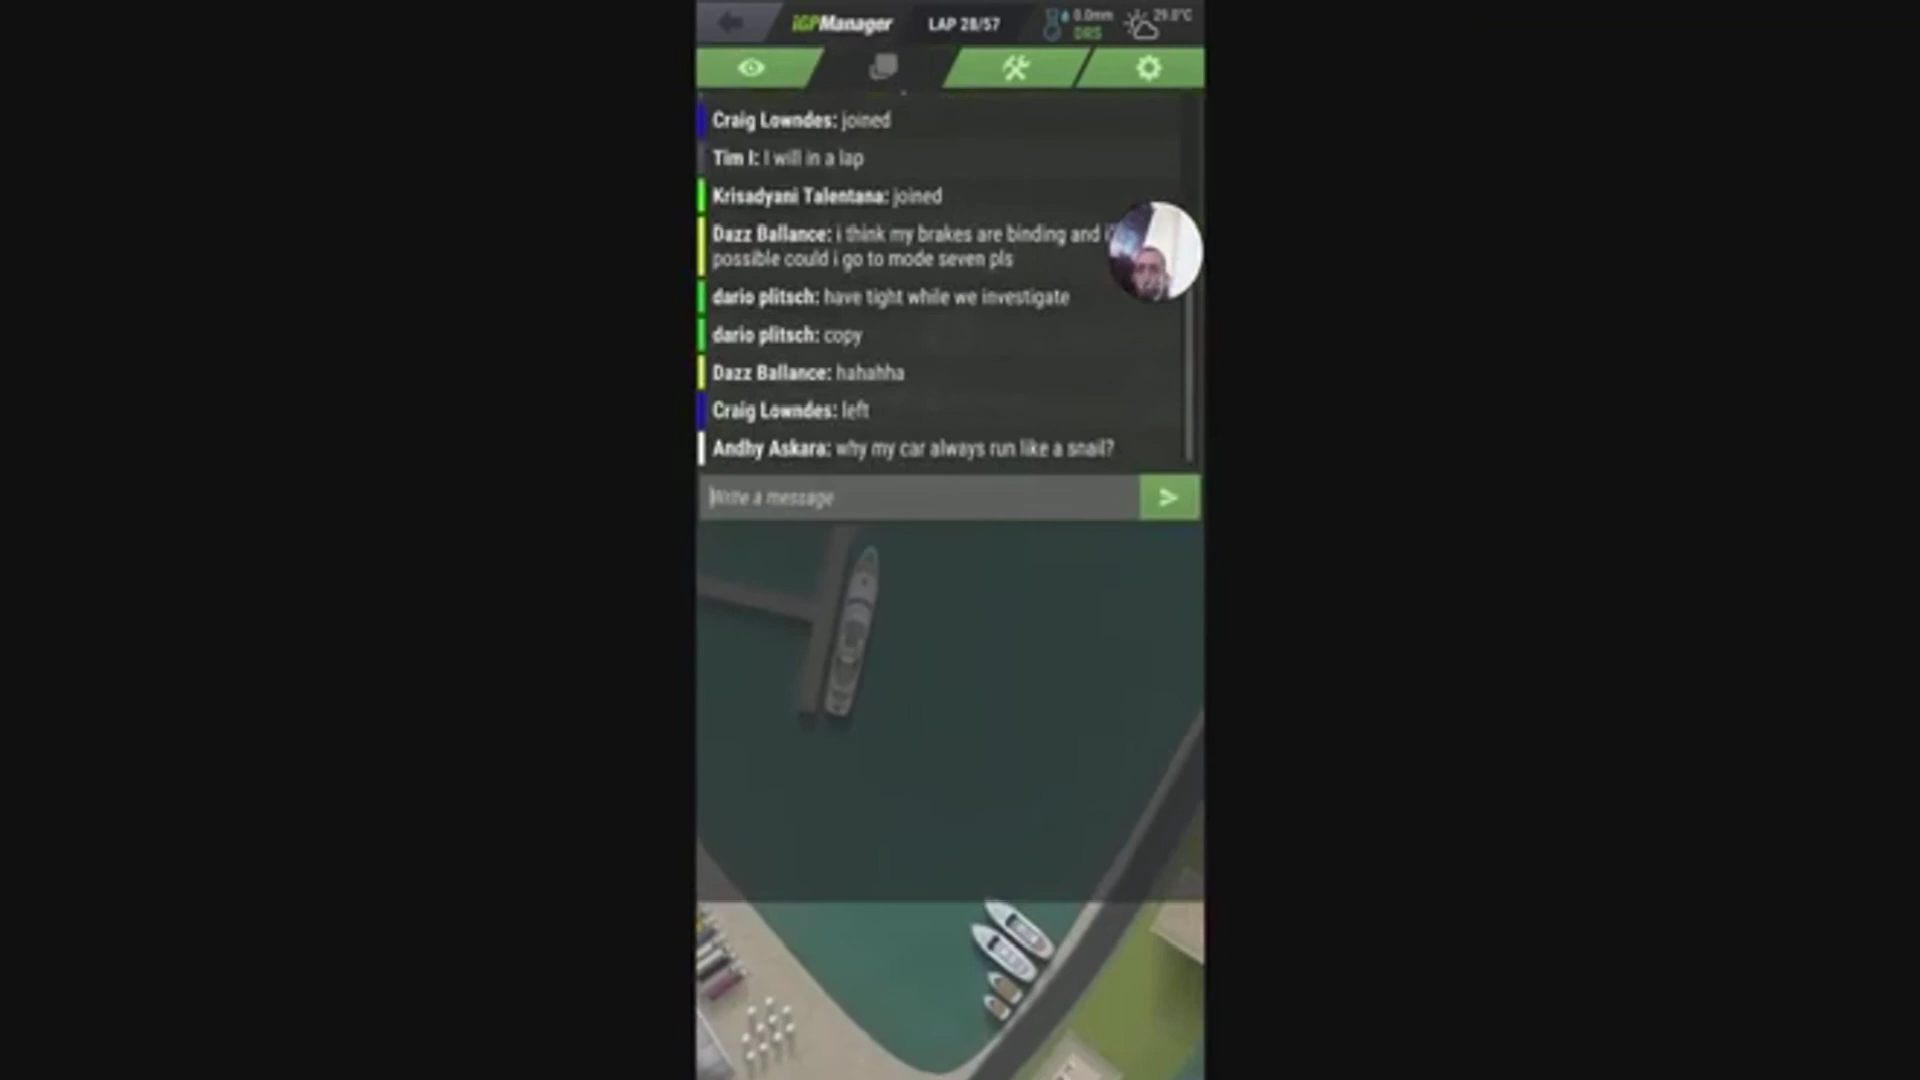 iGPManager LAP 28/57 0.0mm 29.0°C
DRS
Craig Lowndes: joined
Tim I: I will in a lap
Krisadyani Talentana: joined
Dazz Ballance: i think my brakes are binding and
possible could i go to mode seven pls
dario plitsch: have tight while we investigate
dario plitsch: copy
Dazz Ballance: hahahha
Craig Lowndes: left
Andhy Askara: why my car always run like a snail?
Write a message